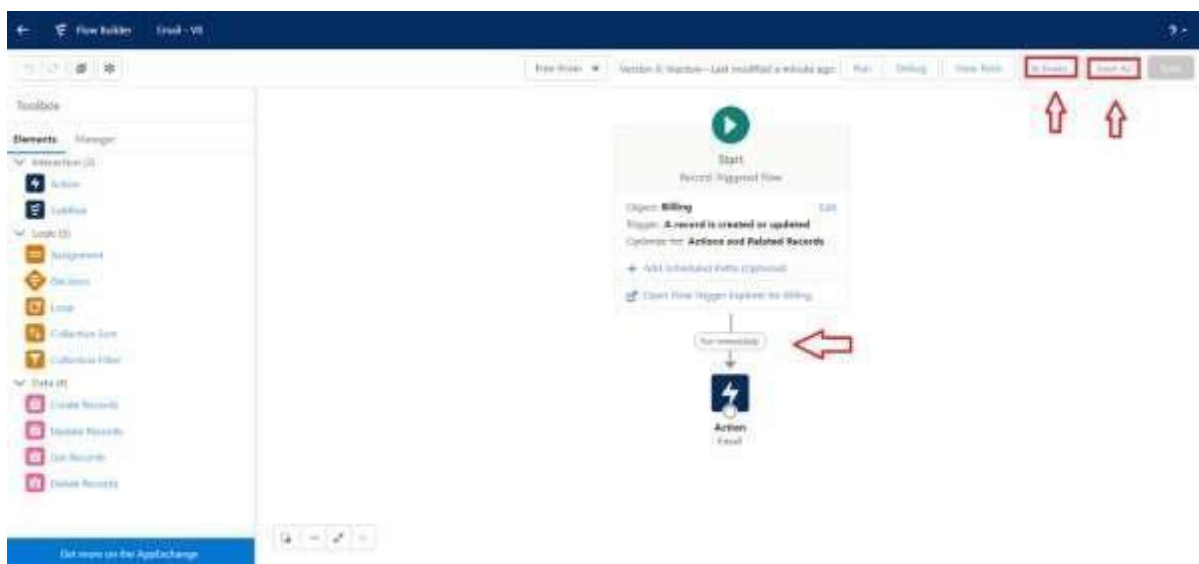 Flow Builder Email - V8
?
Free-Form Version 8: Inactive—Last modified a minute ago Run Debug View Tests Activate Save As Save
Toolbox
Elements Manager
Interaction (2)
Action
Subflow
Logic (5)
Assignment
Decision
Loop
Collection Sort
Collection Filter
Data (4)
Create Records
Update Records
Get Records
Delete Records
Get more on the AppExchange
Start
Record-Triggered Flow
Object: Billing Edit
Trigger: A record is created or updated
Optimize for: Actions and Related Records
+ Add Scheduled Paths (Optional)
Open Flow Trigger Explorer for Billing
Run Immediately
Action
Email